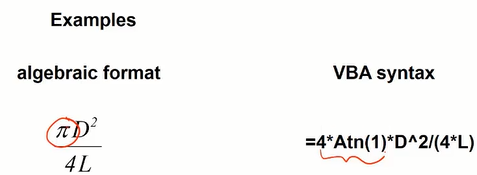 Examples
algebraic format
VBA syntax
πD²
4L
=4*Atn(1)*D^2/(4*L)